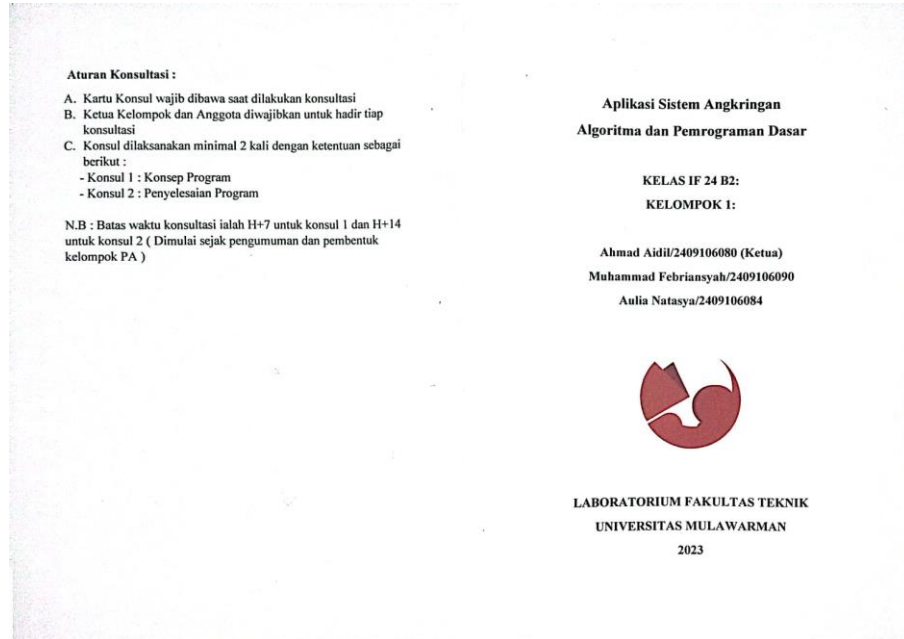 Aturan Konsultasi :
A. Kartu Konsul wajib dibawa saat dilakukan konsultasi
B. Ketua Kelompok dan Anggota diwajibkan untuk hadir tiap
konsultasi
C. Konsul dilaksanakan minimal 2 kali dengan ketentuan sebagai
berikut :
- Konsul 1 : Konsep Program
- Konsul 2 : Penyelesaian Program
N.B : Batas waktu konsultasi ialah H+7 untuk konsul 1 dan H+14
untuk konsul 2 ( Dimulai sejak pengumuman dan pembentuk
kelompok PA )
Aplikasi Sistem Angkringan
Algoritma dan Pemrograman Dasar
KELAS IF 24 B2:
KELOMPOK 1:
Ahmad Aidil/2409106080 (Ketua)
Muhammad Febriansyah/2409106090
Aulia Natasya/2409106084
LABORATORIUM FAKULTAS TEKNIK
UNIVERSITAS MULAWARMAN
2023